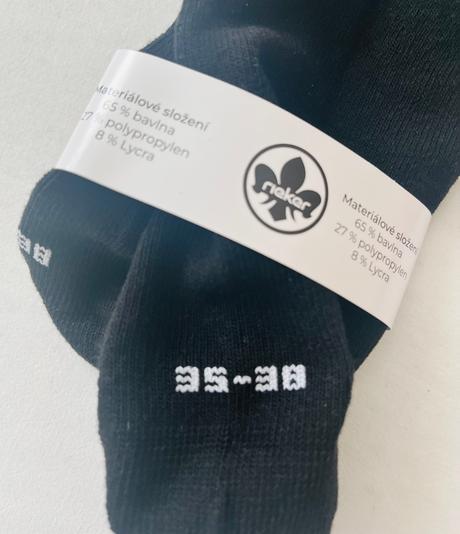 Materiálové složení
65 % bavlna
27 % polypropylen
8 % Lycra
rieker
Materiálové složení
65 % bavlna
27 % polypropylen
8 % Lycra
35-38
38